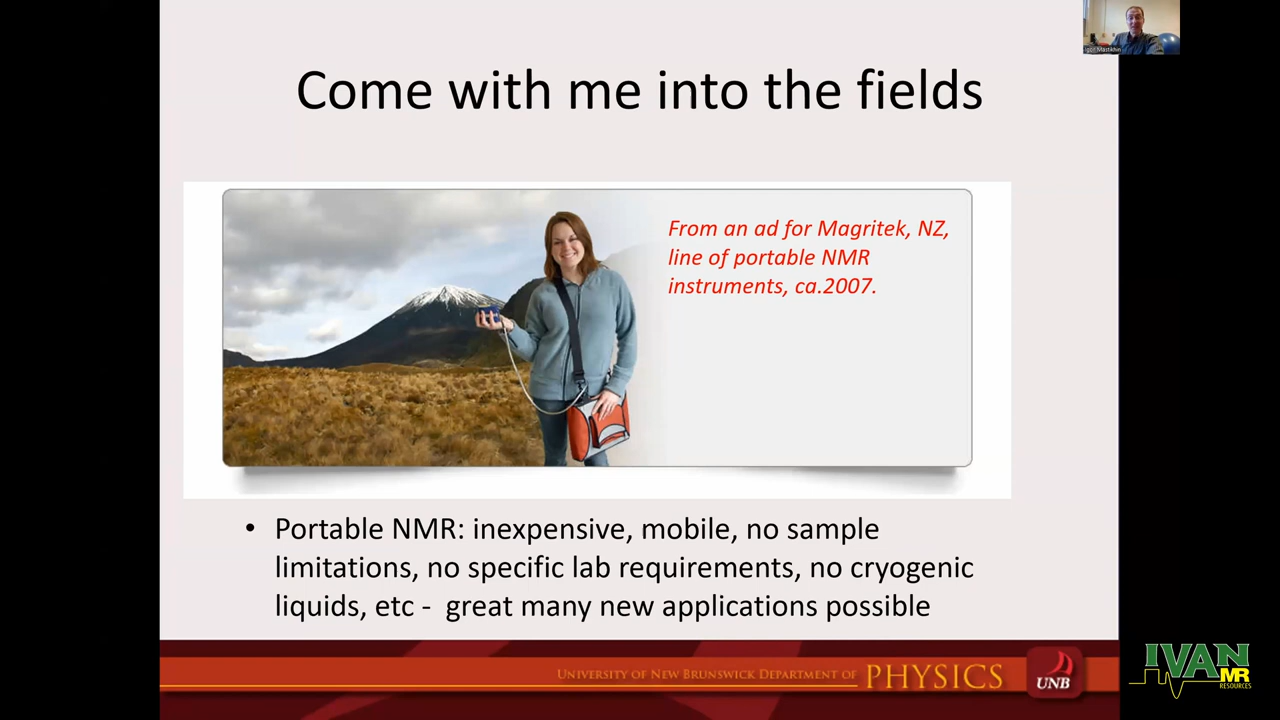 Igor Mastikhin
Come with me into the fields
From an ad for Magritek, NZ,
line of portable NMR
instruments, ca.2007.
• Portable NMR: inexpensive, mobile, no sample
limitations, no specific lab requirements, no cryogenic
liquids, etc - great many new applications possible
UNIVERSITY OF NEW BRUNSWICK DEPARTMENT OF PHYSICS
UNB
IVAN
MR
RESOURCES